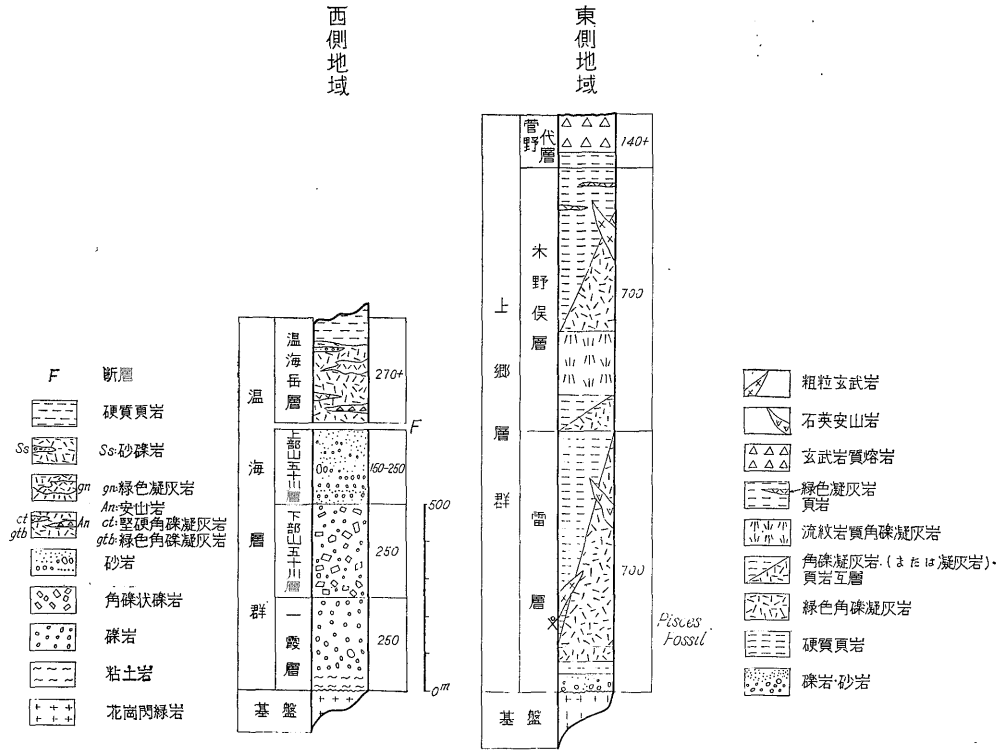 西側地域
東側地域
温海層群
温海岳層
270+
F
上部山五十川層
150-250
下部山五十川層
250
一霞層
250
基盤
500
0m
上郷層群
菅野代層
140+
木野俣層
700
雷層
700
Pisces
Fossil
基盤
F 断層
硬質頁岩
Ss Ss:砂礫岩
gn gn:緑色凝灰岩
An:安山岩
ct An ct:堅硬角礫凝灰岩
gtb gtb:緑色角礫凝灰岩
砂岩
角礫状礫岩
礫岩
粘土岩
花崗閃緑岩
粗粒玄武岩
石英安山岩
玄武岩質熔岩
緑色凝灰岩
頁岩
流紋岩質角礫凝灰岩
角礫凝灰岩.(または凝灰岩)・
頁岩互層
緑色角礫凝灰岩
硬質頁岩
礫岩・砂岩